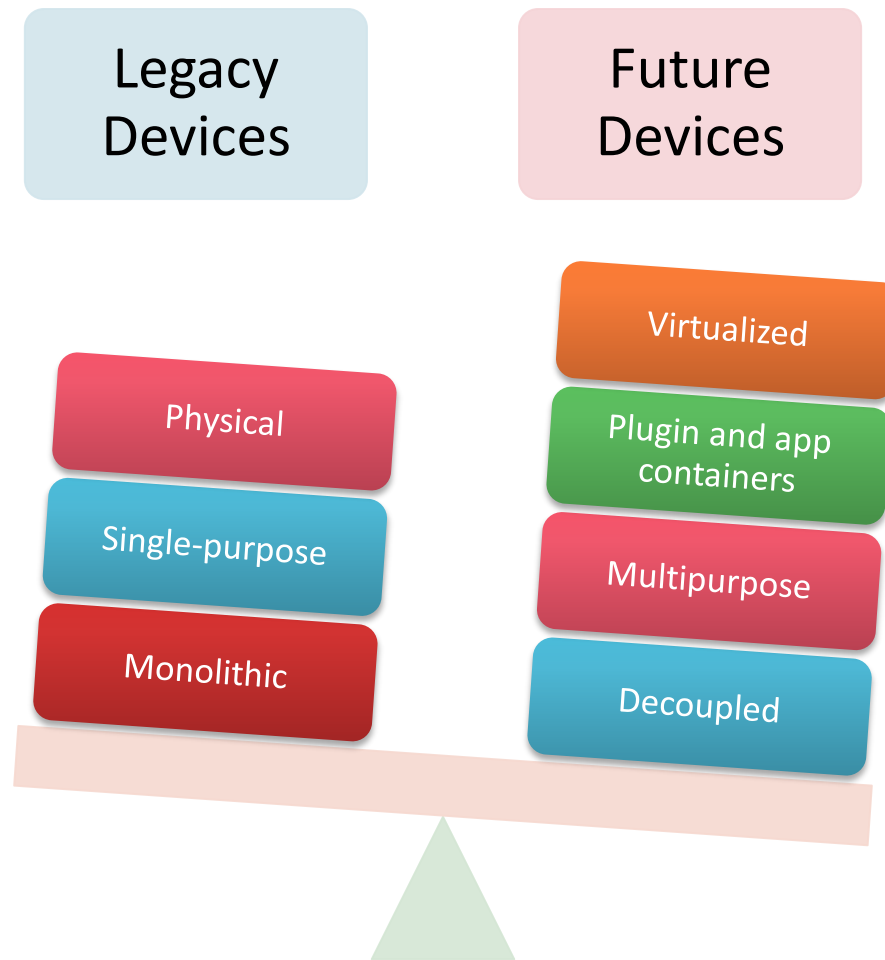 Legacy
Devices
Future
Devices
Physical
Single-purpose
Monolithic
Virtualized
Plugin and app
containers
Multipurpose
Decoupled